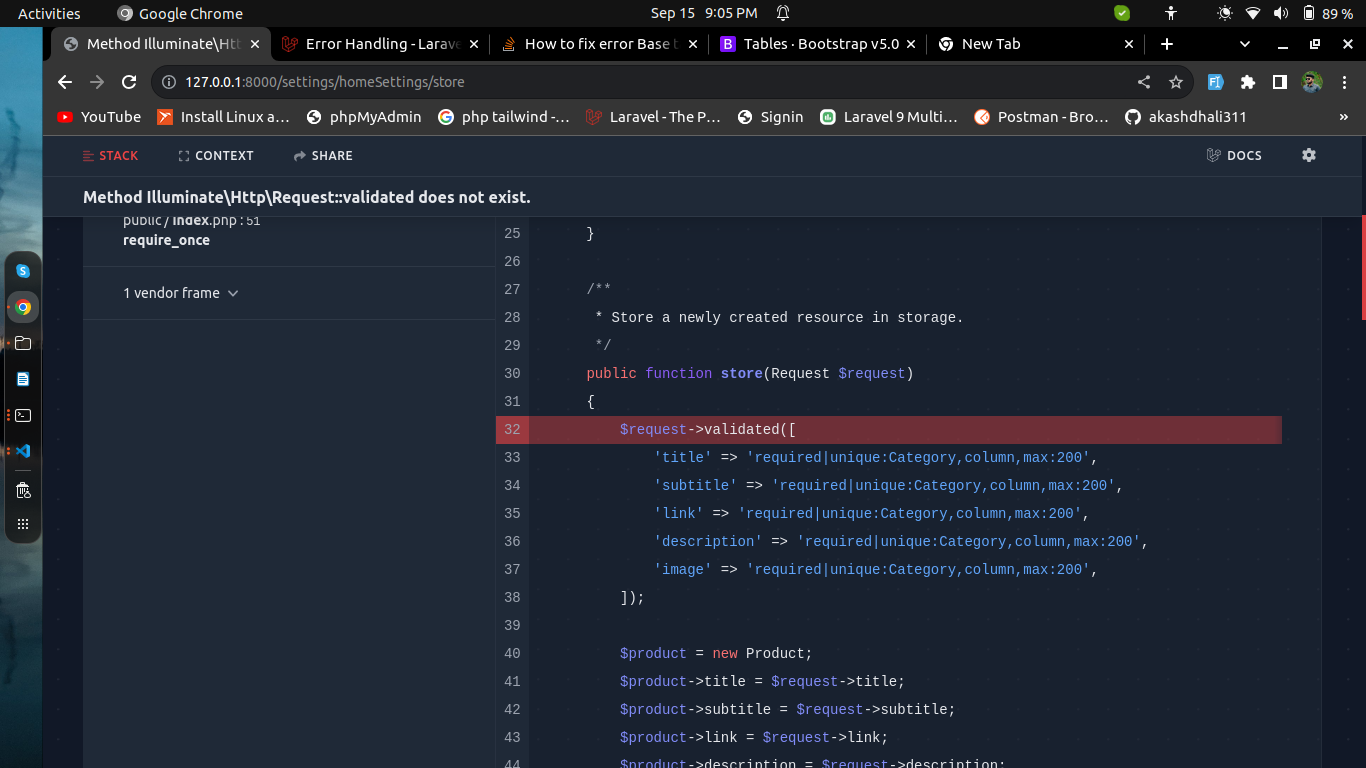 Activities Google Chrome Sep 15 9:05 PM 89 %
Method Illuminate\Htt Error Handling - Larave How to fix error Base t Tables · Bootstrap v5.0 New Tab
127.0.0.1:8000/settings/homeSettings/store
YouTube Install Linux a... phpMyAdmin php tailwind -... Laravel - The P... Signin Laravel 9 Multi... Postman - Bro... akashdhali311 »
STACK CONTEXT SHARE DOCS
Method Illuminate\Http\Request::validated does not exist.
public / index.php : 51
require_once
1 vendor frame
25 }
26
27 /**
28 * Store a newly created resource in storage.
29 */
30 public function store(Request $request)
31 {
32 $request->validated([
33 'title' => 'required|unique:Category,column,max:200',
34 'subtitle' => 'required|unique:Category,column,max:200',
35 'link' => 'required|unique:Category,column,max:200',
36 'description' => 'required|unique:Category,column,max:200',
37 'image' => 'required|unique:Category,column,max:200',
38 ]);
39
40 $product = new Product;
41 $product->title = $request->title;
42 $product->subtitle = $request->subtitle;
43 $product->link = $request->link;
44 $product->description = $request->description;